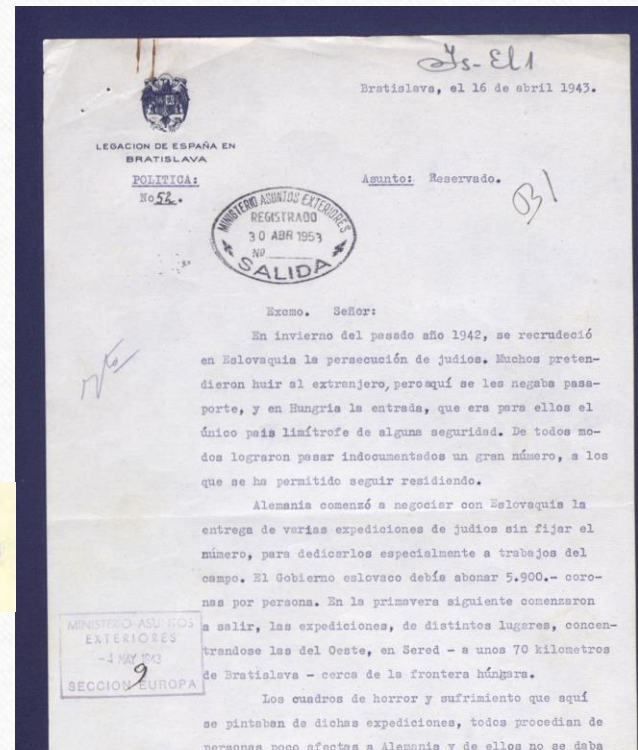 Is-El1
Bratislava, el 16 de abril 1943.
LEGACION DE ESPAÑA EN
BRATISLAVA
POLITICA:
No 52.
Asunto: Reservado.
MINISTERIO ASUNTOS EXTERIORES
REGISTRADO
30 ABR 1953
Nº
SALIDA
Excmo. Señor:
En invierno del pasado año 1942, se recrudeció
en Eslovaquia la persecución de judios. Muchos preten-
dieron huir al extranjero, pero aquí se les negaba pasa-
porte, y en Hungria la entrada, que era para ellos el
único pais limítrofe de alguna seguridad. De todos mo-
dos lograron pasar indocumentados un gran número, a los
que se ha permitido seguir residiendo.
Alemania comenzó a negociar con Eslovaquia la
entrega de varias expediciones de judios sin fijar el
número, para dedicarlos especialmente a trabajos del
campo. El Gobierno eslovaco debía abonar 5.900.- coro-
nas por persona. En la primavera siguiente comenzaron
a salir, las expediciones, de distintos lugares, concen-
trandose las del Oeste, en Sered - a unos 70 kilometros
de Bratislava - cerca de la frontera húngara.
MINISTERIO ASUNTOS
EXTERIORES
-4 MAY 1943
9
SECCION EUROPA
Los cuadros de horror y sufrimiento que aquí
se pintaban de dichas expediciones, todos procedian de
personas poco afectas a Alemania y de ellos no se daba